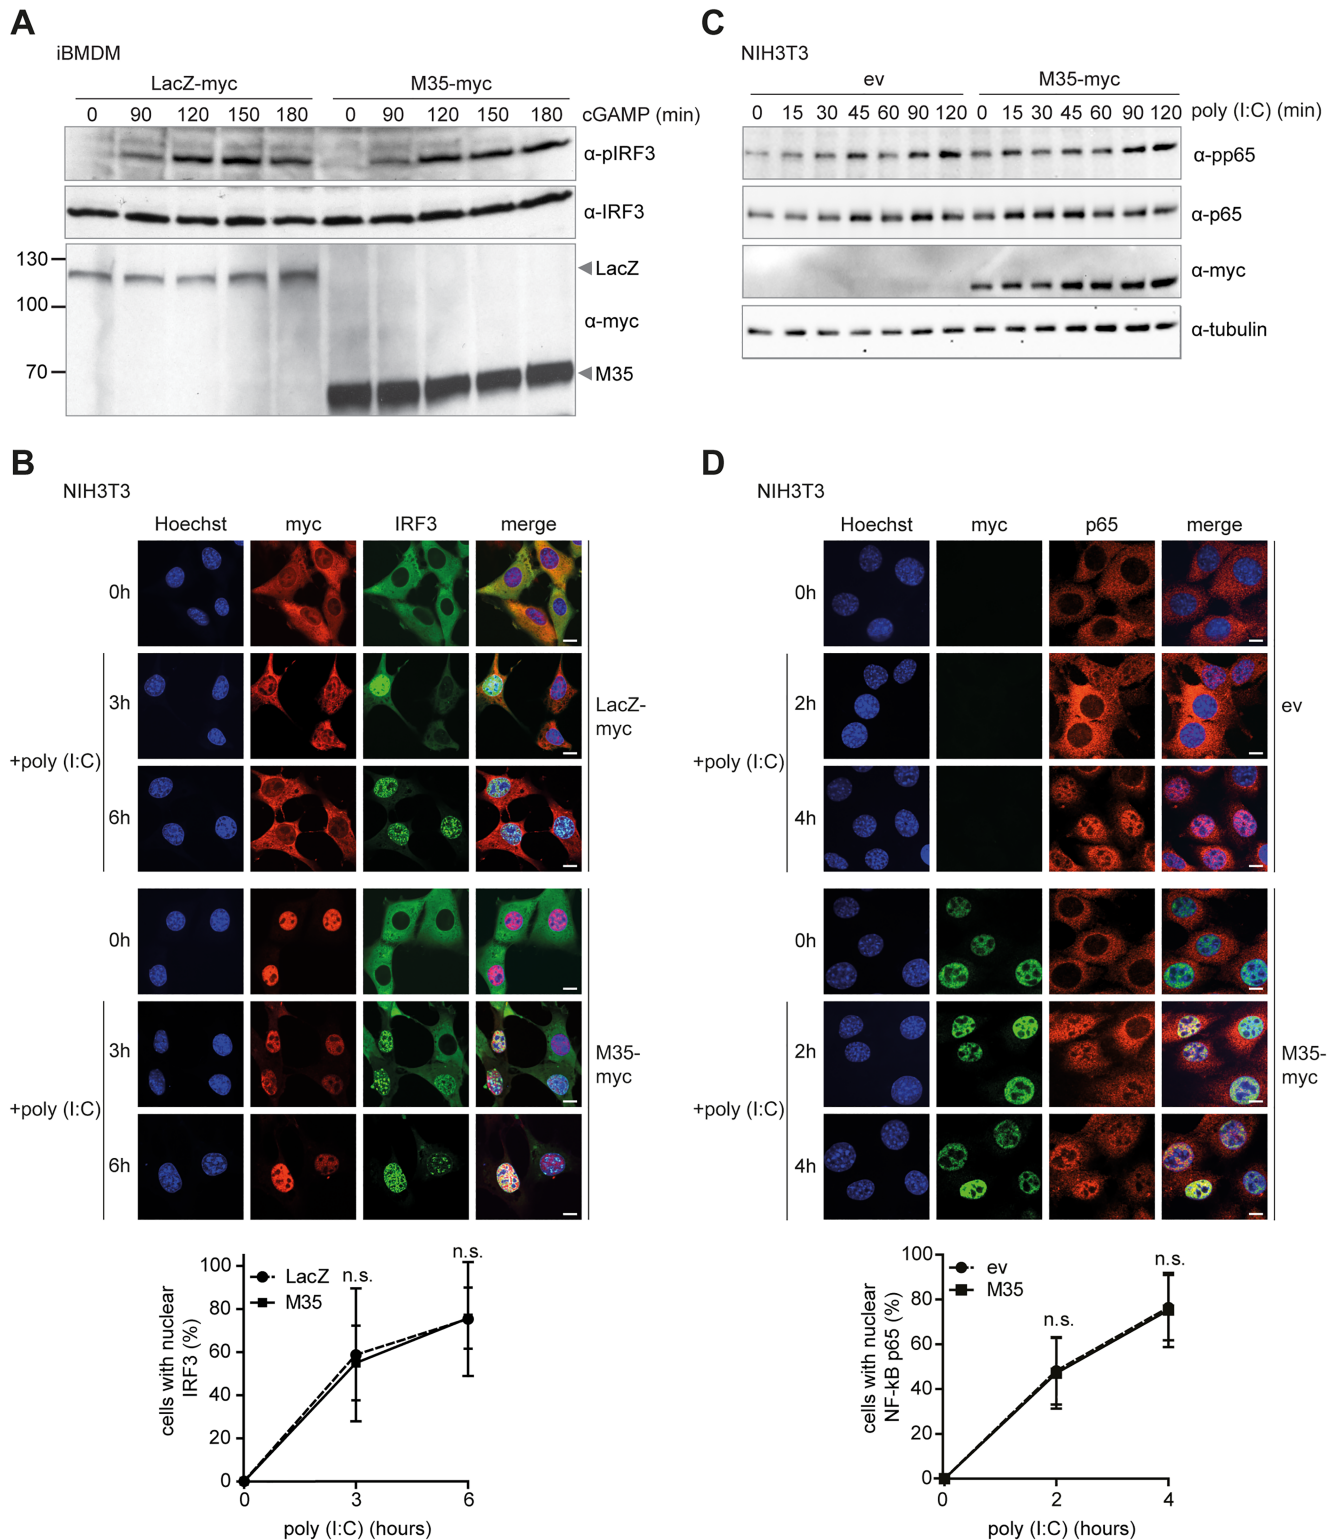 A
iBMDM
LacZ-myc M35-myc
0 90 120 150 180 0 90 120 150 180 cGAMP (min)
α-pIRF3
α-IRF3
130
LacZ
100
α-myc
70
M35
C
NIH3T3
ev M35-myc
0 15 30 45 60 90 120 0 15 30 45 60 90 120 poly (I:C) (min)
α-pp65
α-p65
α-myc
α-tubulin
B
NIH3T3
Hoechst myc IRF3 merge
0h
3h
LacZ-
myc
+poly (I:C)
6h
0h
3h
M35-
myc
+poly (I:C)
6h
100
80
60
40
20
0
cells with nuclear
IRF3 (%)
LacZ
M35
n.s.
n.s.
0 3 6
poly (I:C) (hours)
D
NIH3T3
Hoechst myc p65 merge
0h
2h
ev
+poly (I:C)
4h
0h
2h
M35-
myc
+poly (I:C)
4h
100
80
60
40
20
0
cells with nuclear
NF-kB p65 (%)
ev
M35
n.s.
n.s.
0 2 4
poly (I:C) (hours)